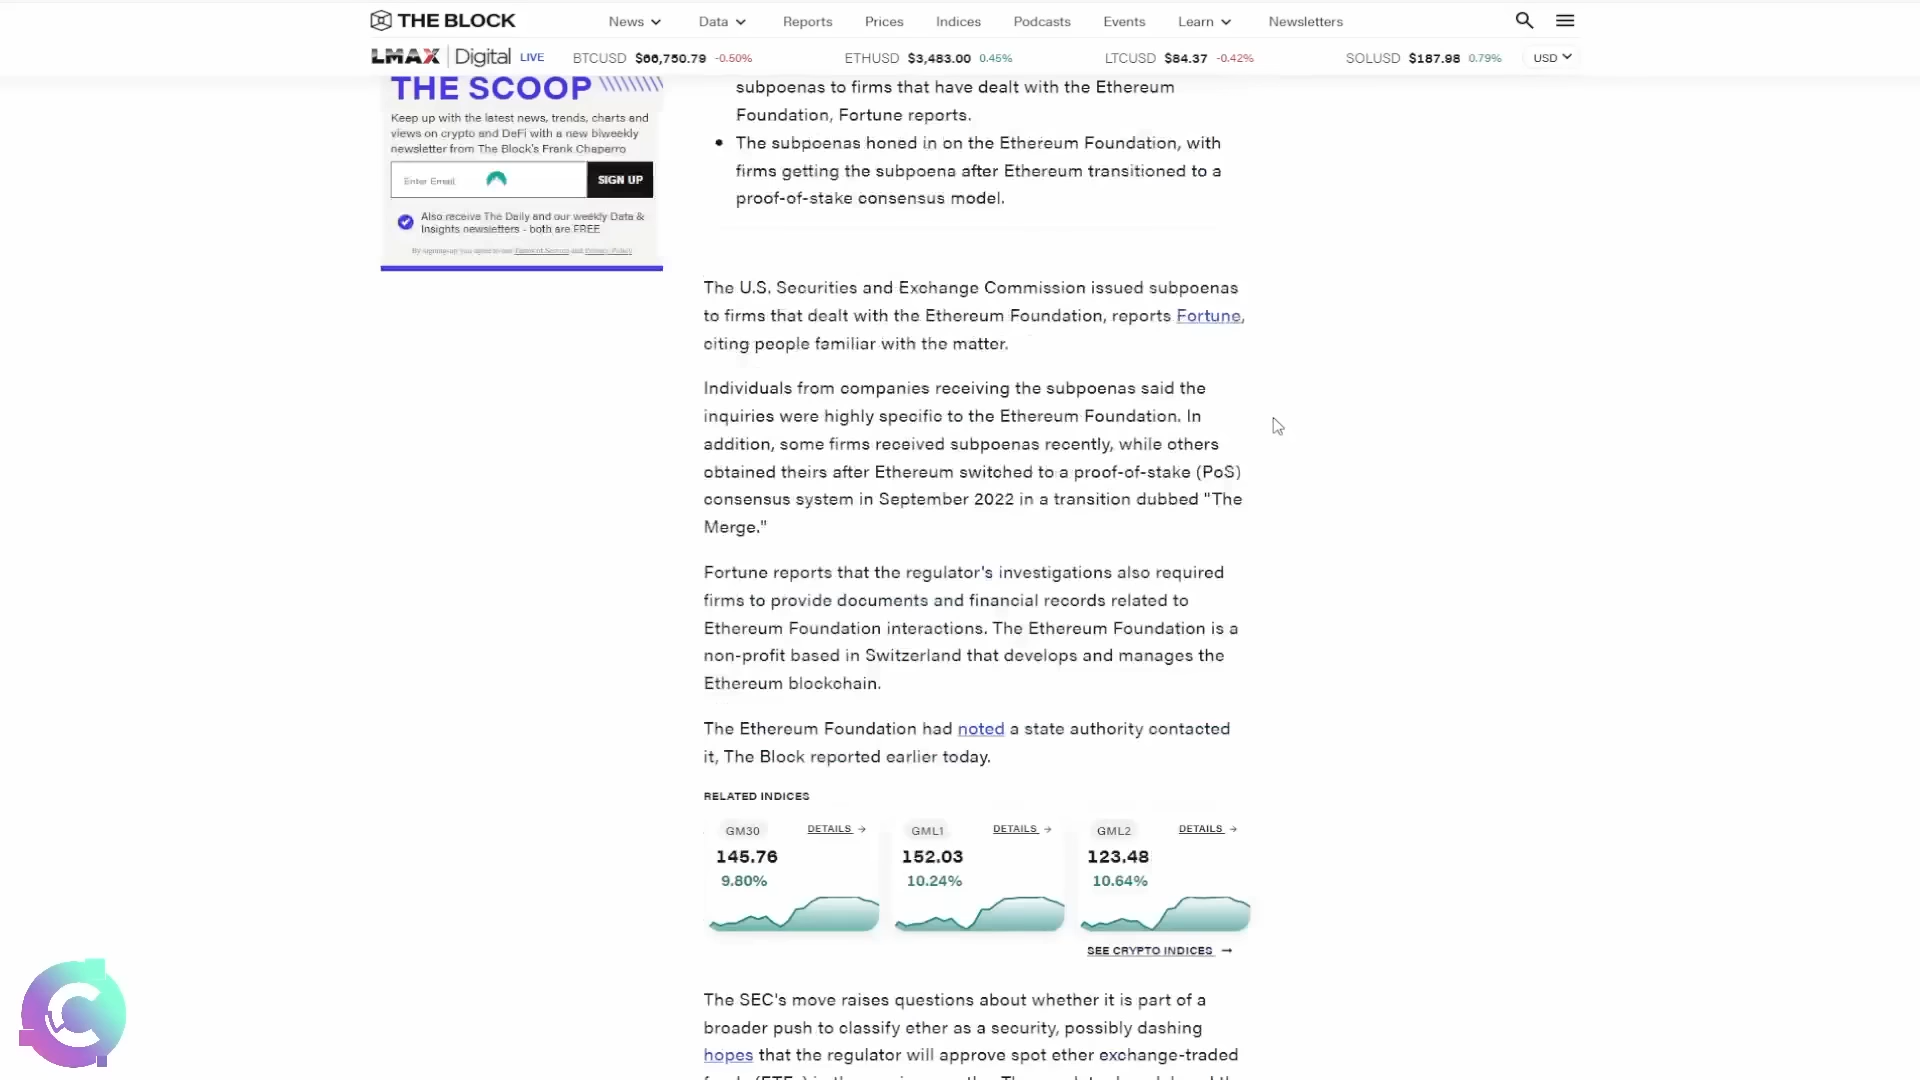 THE BLOCK
News
Data
Reports
Prices
Indices
Podcasts
Events
Learn
Newsletters
LMAX Digital LIVE
BTCUSD $66,750.79 -0.50%
ETHUSD $3,483.00 0.45%
LTCUSD $84.37 -0.42%
SOLUSD $187.98 0.79%
USD
THE SCOOP
Keep up with the latest news, trends, charts and
views on crypto and DeFi with a new biweekly
newsletter from The Block's Frank Chaparro
Enter Email
SIGN UP
Also receive The Daily and our weekly Data &
Insights newsletters - both are FREE
By signing-up you agree to our Terms of Service and Privacy Policy
subpoenas to firms that have dealt with the Ethereum
Foundation, Fortune reports.
• The subpoenas honed in on the Ethereum Foundation, with
firms getting the subpoena after Ethereum transitioned to a
proof-of-stake consensus model.
The U.S. Securities and Exchange Commission issued subpoenas
to firms that dealt with the Ethereum Foundation, reports Fortune,
citing people familiar with the matter.
Individuals from companies receiving the subpoenas said the
inquiries were highly specific to the Ethereum Foundation. In
addition, some firms received subpoenas recently, while others
obtained theirs after Ethereum switched to a proof-of-stake (PoS)
consensus system in September 2022 in a transition dubbed "The
Merge."
Fortune reports that the regulator's investigations also required
firms to provide documents and financial records related to
Ethereum Foundation interactions. The Ethereum Foundation is a
non-profit based in Switzerland that develops and manages the
Ethereum blockchain.
The Ethereum Foundation had noted a state authority contacted
it, The Block reported earlier today.
RELATED INDICES
GM30 DETAILS →
145.76
9.80%
GML1 DETAILS →
152.03
10.24%
GML2 DETAILS →
123.48
10.64%
SEE CRYPTO INDICES →
The SEC's move raises questions about whether it is part of a
broader push to classify ether as a security, possibly dashing
hopes that the regulator will approve spot ether exchange-traded